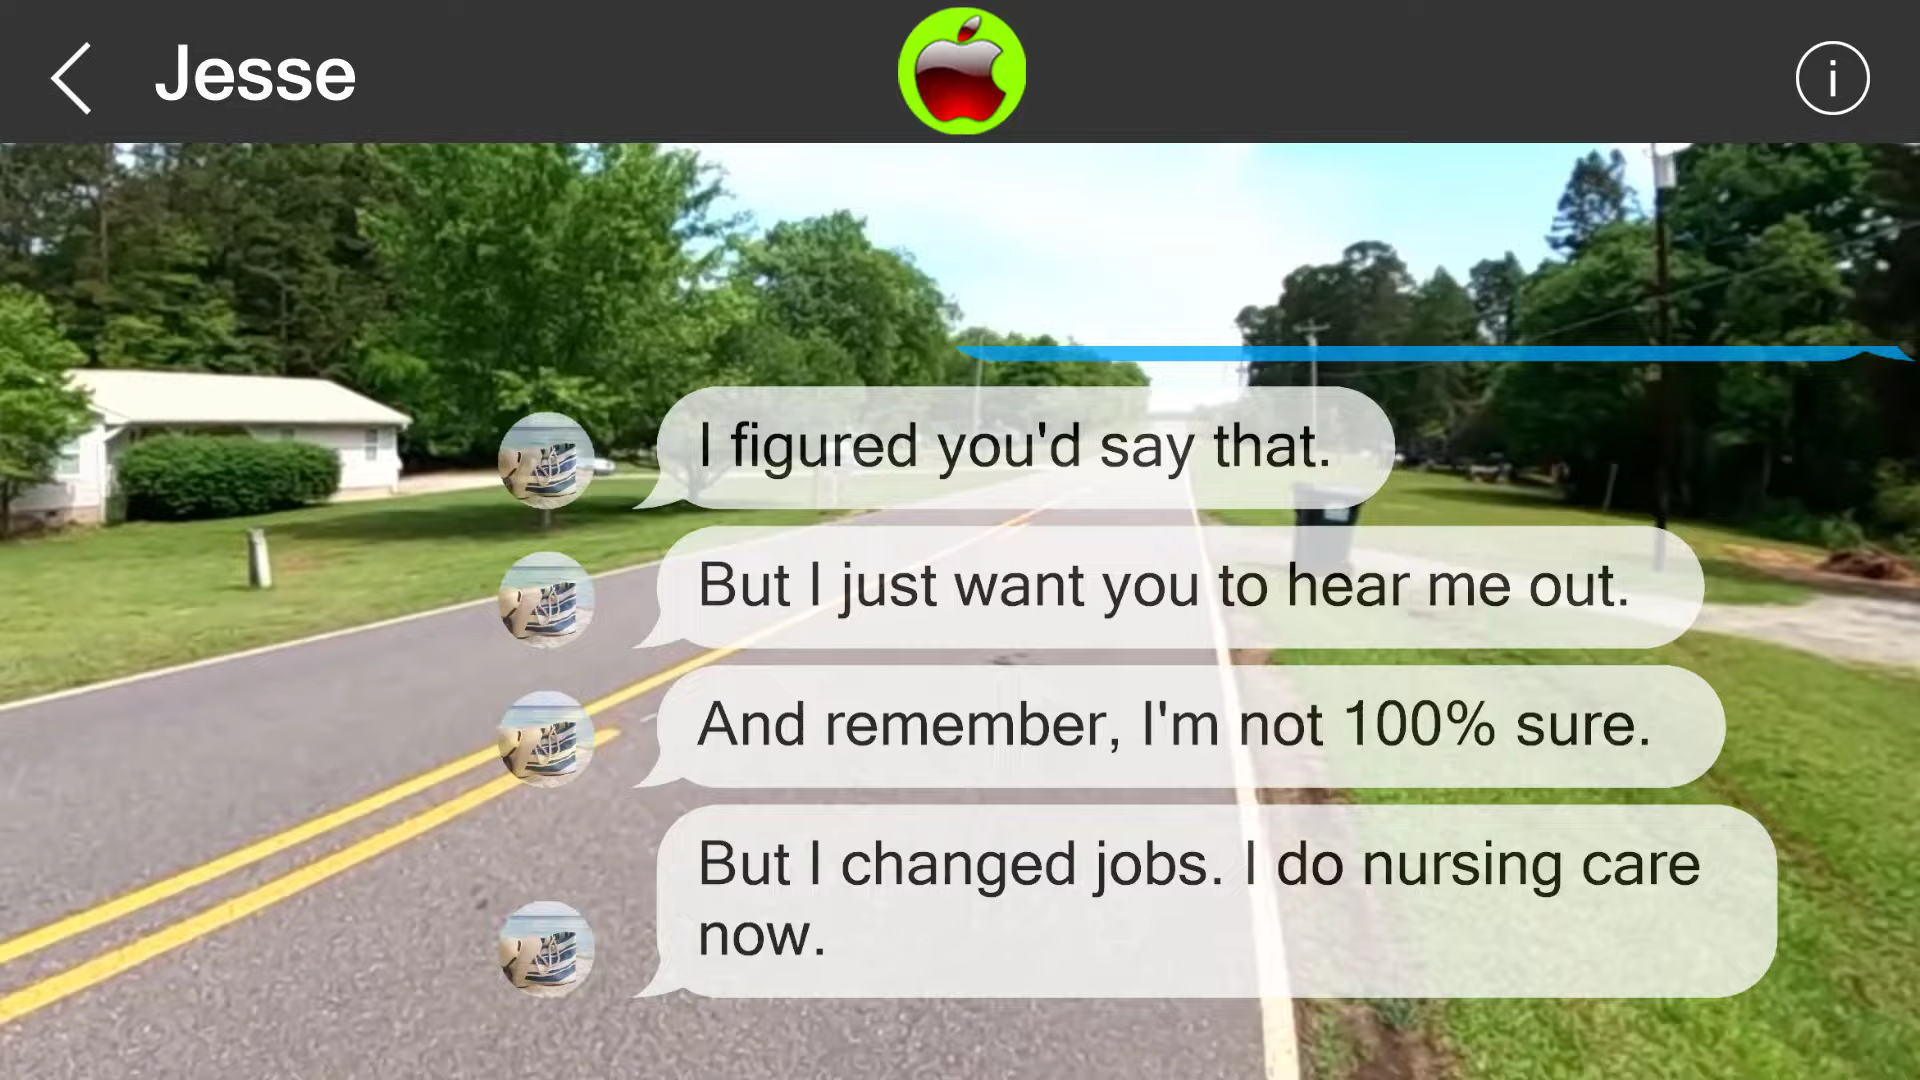 Jesse
i
I figured you'd say that.
But I just want you to hear me out.
And remember, I'm not 100% sure.
But I changed jobs. I do nursing care
now.